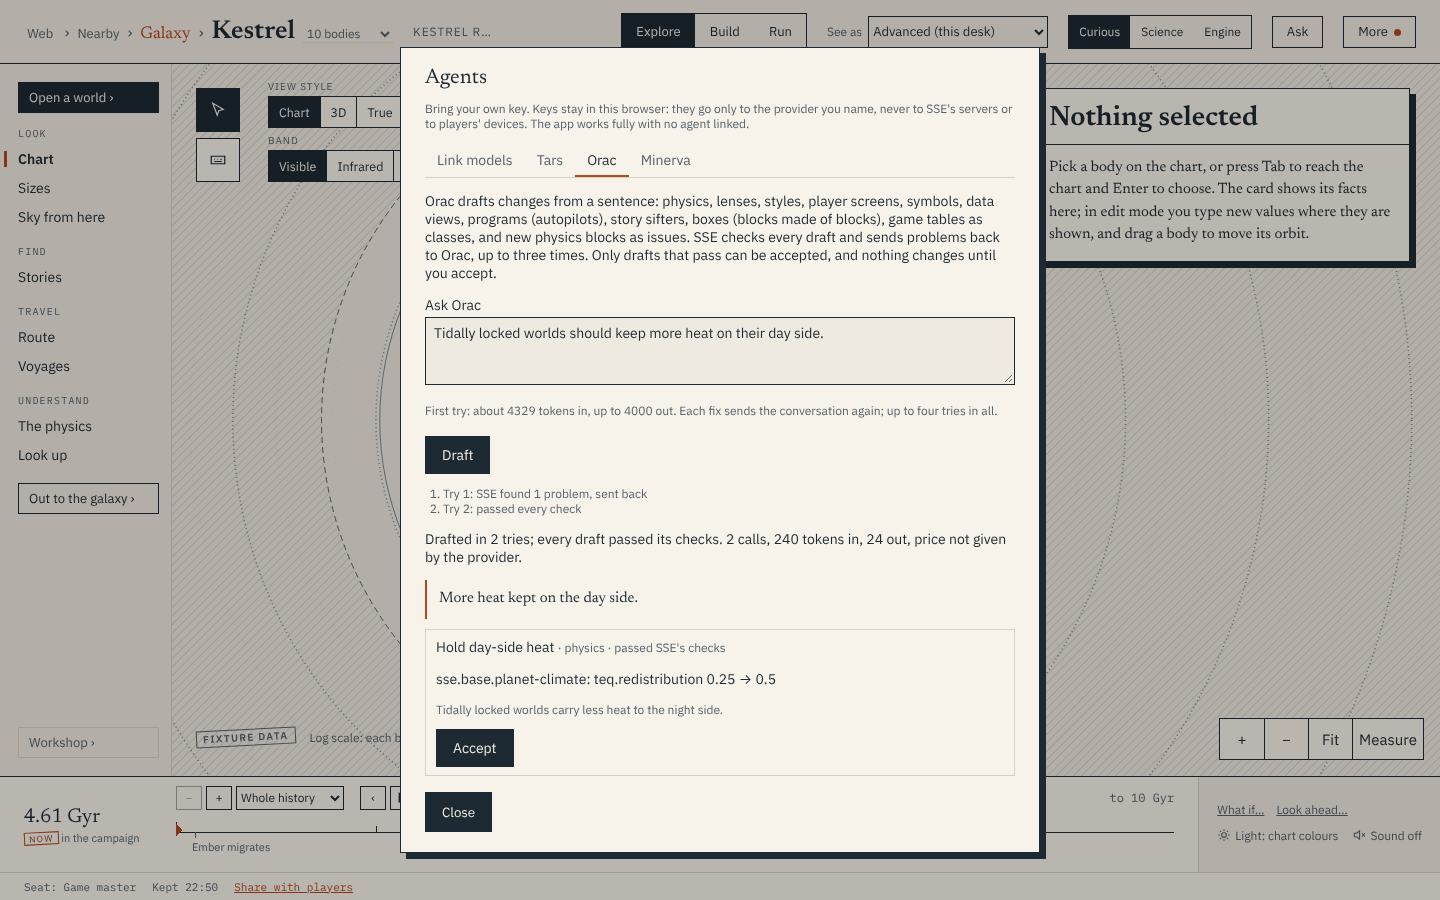 Web › Nearby › Galaxy › Kestrel 10 bodies
KESTREL R…
Explore Build Run
See as Advanced (this desk)
Curious Science Engine
Ask
More
Open a world ›
LOOK
Chart
Sizes
Sky from here
FIND
Stories
TRAVEL
Route
Voyages
UNDERSTAND
The physics
Look up
Out to the galaxy ›
Workshop ›
VIEW STYLE
Chart 3D True
BAND
Visible Infrared
Agents
Bring your own key. Keys stay in this browser: they go only to the provider you name, never to SSE's servers or
to players' devices. The app works fully with no agent linked.
Link models Tars Orac Minerva
Orac drafts changes from a sentence: physics, lenses, styles, player screens, symbols, data
views, programs (autopilots), story sifters, boxes (blocks made of blocks), game tables as
classes, and new physics blocks as issues. SSE checks every draft and sends problems back
to Orac, up to three times. Only drafts that pass can be accepted, and nothing changes until
you accept.
Ask Orac
Tidally locked worlds should keep more heat on their day side.
First try: about 4329 tokens in, up to 4000 out. Each fix sends the conversation again; up to four tries in all.
Draft
1. Try 1: SSE found 1 problem, sent back
2. Try 2: passed every check
Drafted in 2 tries; every draft passed its checks. 2 calls, 240 tokens in, 24 out, price not given
by the provider.
More heat kept on the day side.
Hold day-side heat · physics · passed SSE's checks
sse.base.planet-climate: teq.redistribution 0.25 → 0.5
Tidally locked worlds carry less heat to the night side.
Accept
Close
Nothing selected
Pick a body on the chart, or press Tab to reach the
chart and Enter to choose. The card shows its facts
here; in edit mode you type new values where they are
shown, and drag a body to move its orbit.
FIXTURE DATA
Log scale: each b
+ − Fit Measure
4.61 Gyr
NOW in the campaign
− + Whole history ‹
Ember migrates
to 10 Gyr
What if… Look ahead…
Light: chart colours Sound off
Seat: Game master Kept 22:50 Share with players